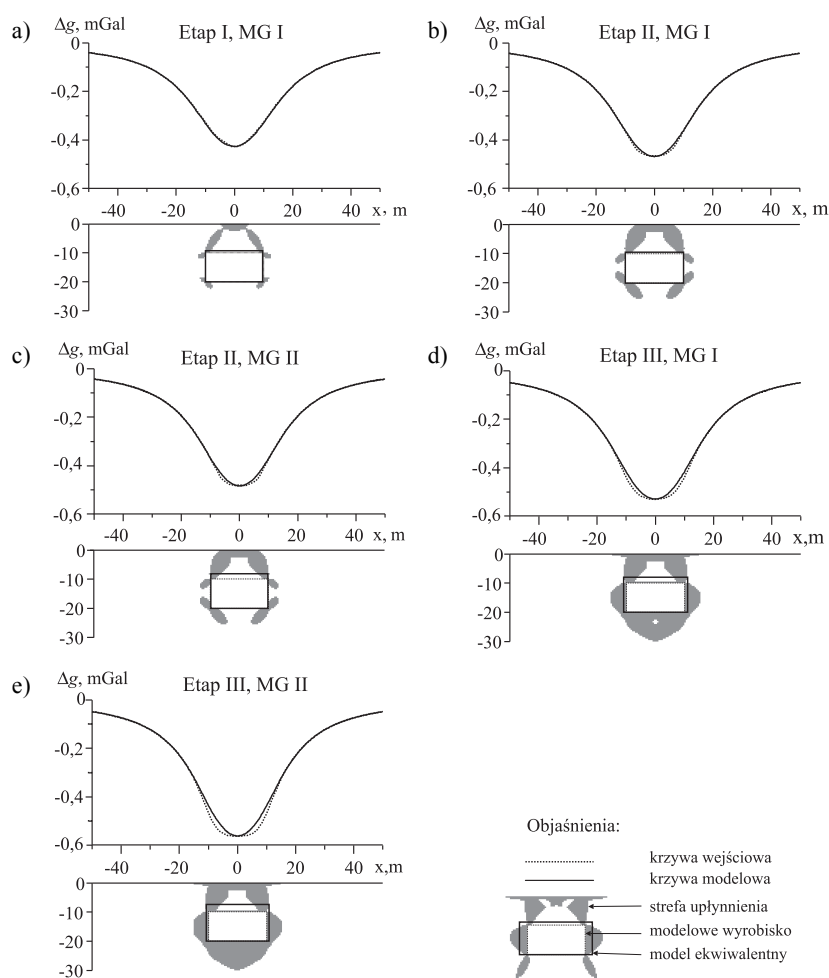 a) Δg, mGal Etap I, MG I
0
-0,2
-0,4
-0,6
-40 -20 0 20 40 x, m
0
-10
-20
-30
b) Δg, mGal Etap II, MG I
0
-0,2
-0,4
-0,6
-40 -20 0 20 40 x, m
0
-10
-20
-30
c) Δg, mGal Etap II, MG II
0
-0,2
-0,4
-0,6
-40 -20 0 20 40 x, m
0
-10
-20
-30
d) Δg, mGal Etap III, MG I
0
-0,2
-0,4
-0,6
-40 -20 0 20 40 x,m
0
-10
-20
-30
e) Δg, mGal Etap III, MG II
0
-0,2
-0,4
-0,6
-40 -20 0 20 40 x,m
0
-10
-20
-30
Objaśnienia:
krzywa wejściowa
krzywa modelowa
strefa upłynnienia
modelowe wyrobisko
model ekwiwalentny